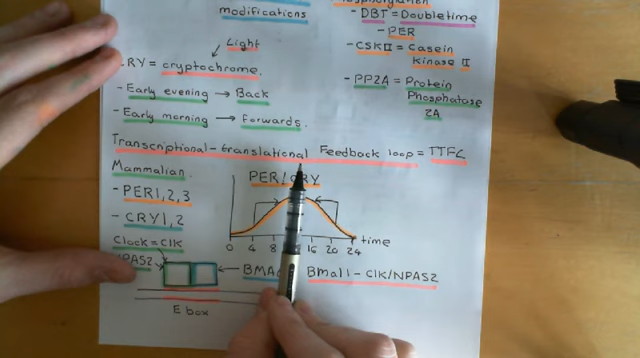 Phosphorylation
modifications
- DBT = Doubletime
- PER
Light
- CSKII = Casein
Kinase II
CRY = cryptochrome.
- PP2A = Protein
Phosphatase
2A
- Early evening → Back
- Early morning → Forwards.
Transcriptional-translational Feedback loop = TTFL
Mammalian
PER/CRY
- PER1,2,3
- CRY1,2
0 4 8 16 20 24 time
Clock = ClK
NPAS2
BMAL Bmal1 - ClK/NPAS2
E box